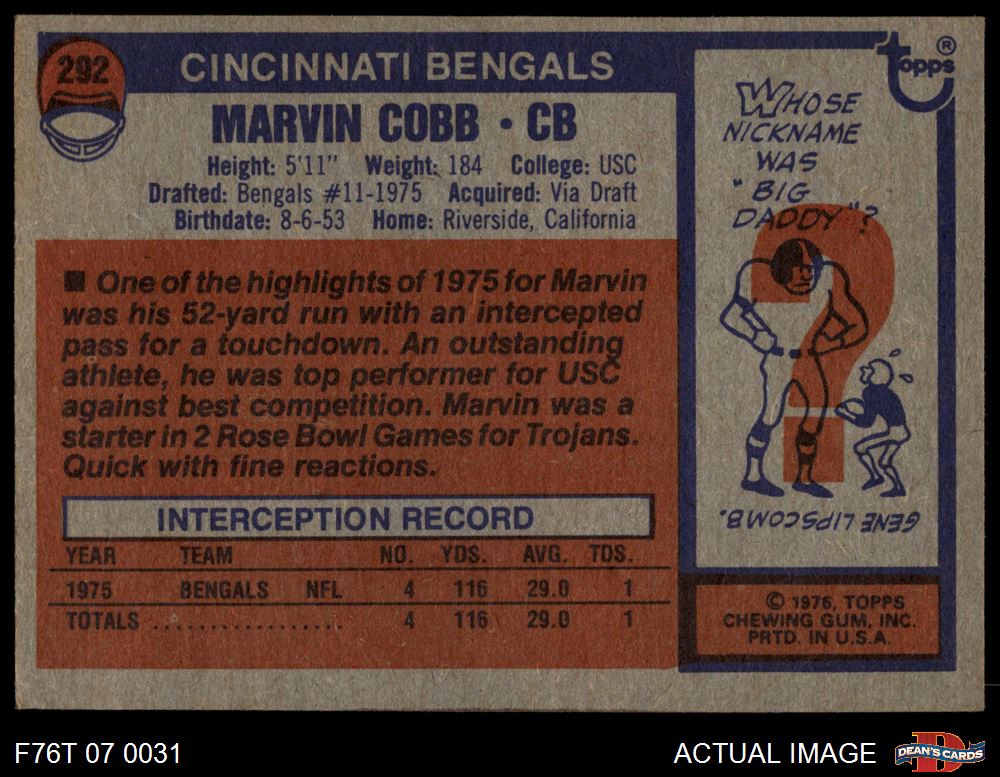 292
CINCINNATI BENGALS
MARVIN COBB · CB
Height: 5'11" Weight: 184 College: USC
Drafted: Bengals #11-1975 Acquired: Via Draft
Birthdate: 8-6-53 Home: Riverside, California
■ One of the highlights of 1975 for Marvin
was his 52-yard run with an intercepted
pass for a touchdown. An outstanding
athlete, he was top performer for USC
against best competition. Marvin was a
starter in 2 Rose Bowl Games for Trojans.
Quick with fine reactions.
INTERCEPTION RECORD
YEAR TEAM NO. YDS. AVG. TDS.
1975 BENGALS NFL 4 116 29.0 1
TOTALS ................. 4 116 29.0 1
topps ®
WHOSE
NICKNAME
WAS
"BIG
DADDY"?
?
GENE LIPSCOMB.
© 1976, TOPPS
CHEWING GUM, INC.
PRTD. IN U.S.A.
F76T 07 0031
ACTUAL IMAGE
D
DEAN'S CARDS